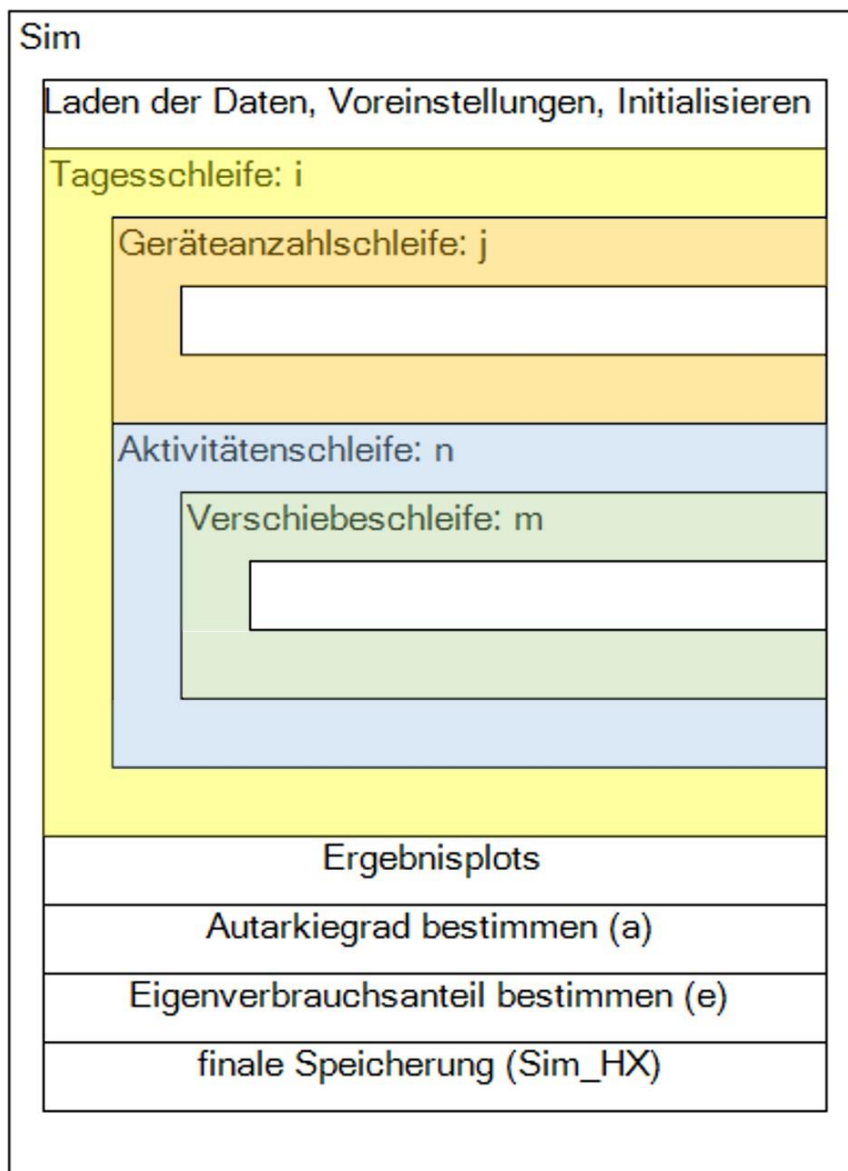 Sim
Laden der Daten, Voreinstellungen, Initialisieren
Tagesschleife: i
Geräteanzahlschleife: j
Aktivitätenschleife: n
Verschiebeschleife: m
Ergebnisplots
Autarkiegrad bestimmen (a)
Eigenverbrauchsanteil bestimmen (e)
finale Speicherung (Sim_HX)